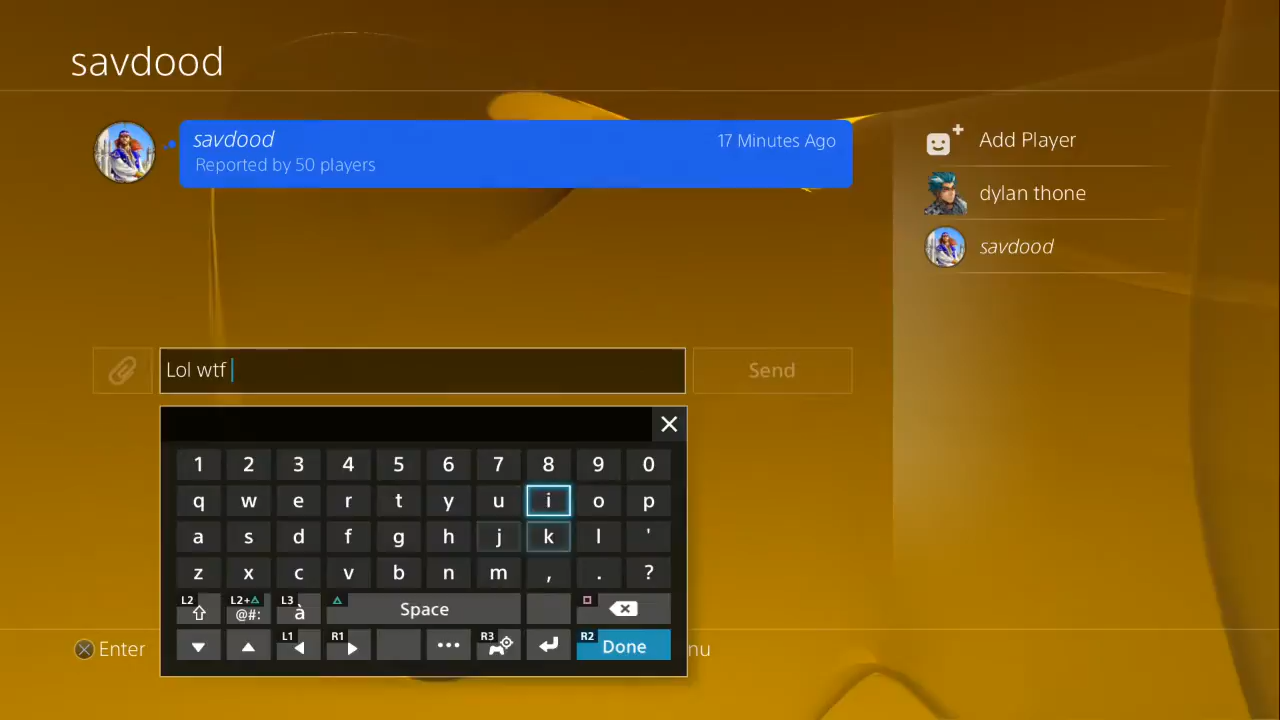 savdood
savdood 17 Minutes Ago
Reported by 50 players
Add Player
dylan thone
savdood
Lol wtf
Send
1 2 3 4 5 6 7 8 9 0
q w e r t y u i o p
a s d f g h j k l '
z x c v b n m , . ?
L2 L2+△ @#: L3 à △ Space □
L1 R1 ... R3 R2 Done
Enter
nu